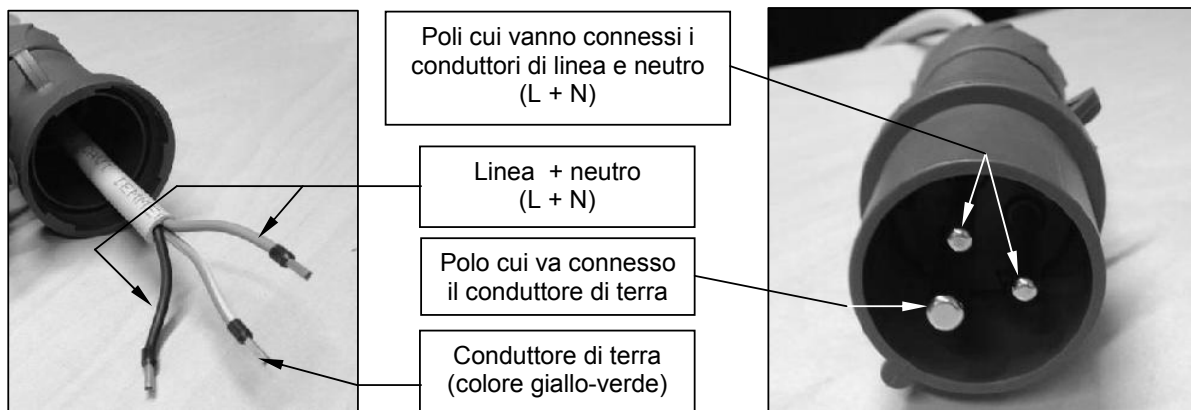 Poli cui vanno connessi i
conduttori di linea e neutro
(L + N)
Linea + neutro
(L + N)
Polo cui va connesso
il conduttore di terra
Conduttore di terra
(colore giallo-verde)